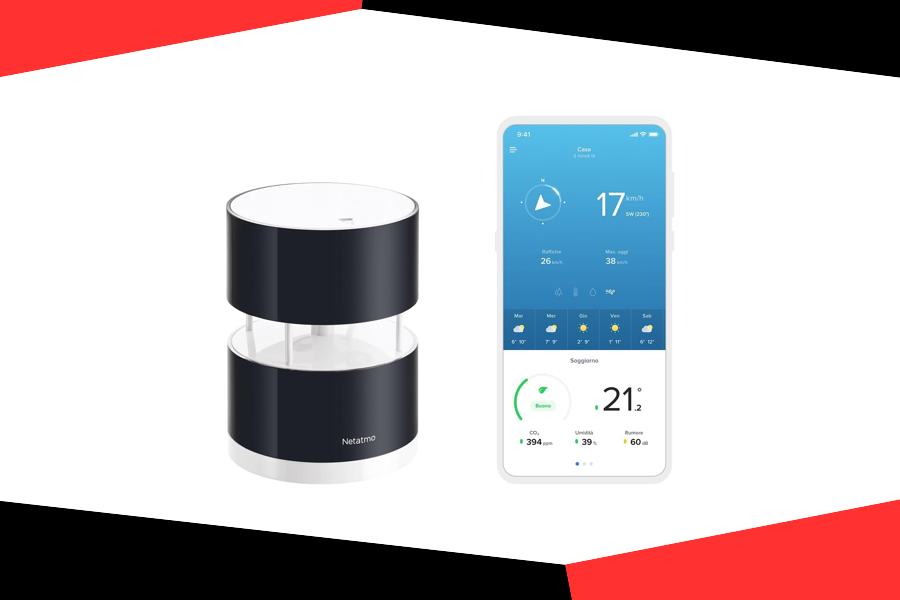 Netatmo
9:41
Casa
N
17 km/h
SW (230°)
Raffiche Max. oggi
26 km/h 38 km/h
Mar Mer Gio Ven Sab
6° 10° 7° 9° 2° 9° 1° 11° 6° 12°
Soggiorno
Buono
21.2°
CO₂ Umidità Rumore
394 ppm 39 % 60 dB